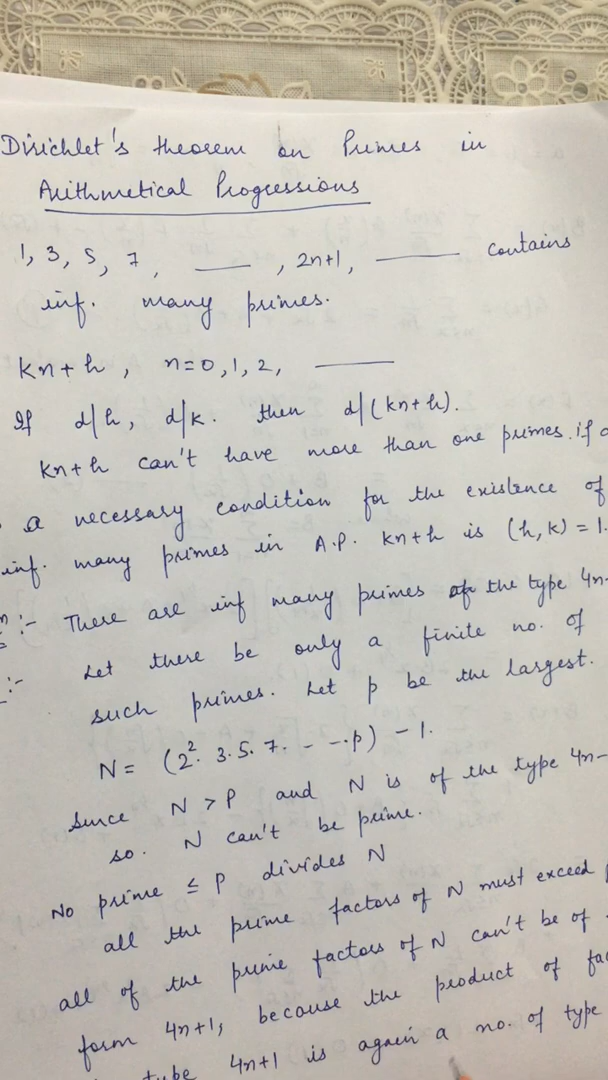 Dirichlet's theorem on Primes in
Arithmetical Progressions
1, 3, 5, 7, ——— , 2n+1, ——— contains
inf. many primes.
kn+h, n=0,1,2, ———
If d/h, d/k. then d/(kn+h).
kn+h can't have more than one primes. if
a necessary condition for the existence of
inf. many primes in A.P. kn+h is (h,k) = 1.
:- There are inf many primes of the type 4n-
:- Let there be only a finite no. of
such primes. Let p be the largest.
N = (2². 3. 5. 7. - - ·p) - 1.
Since N > P and N is of the type 4n-
so. N can't be prime.
No prime ≤ p divides N
all the prime factors of N must exceed
all of the prime factors of N can't be of
form 4n+1, because the product of
type 4n+1 is again a no. of type